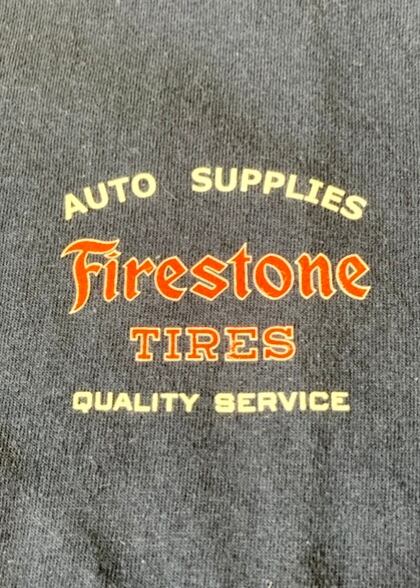 AUTO SUPPLIES
Firestone
TIRES
QUALITY SERVICE